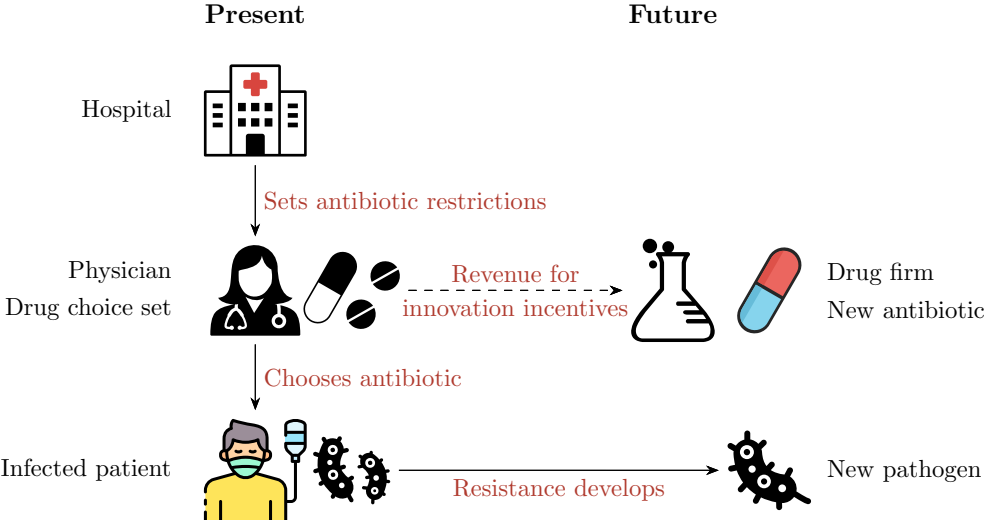 Present
Future
Hospital
Sets antibiotic restrictions
Physician
Drug choice set
Revenue for
innovation incentives
Drug firm
New antibiotic
Chooses antibiotic
Infected patient
Resistance develops
New pathogen